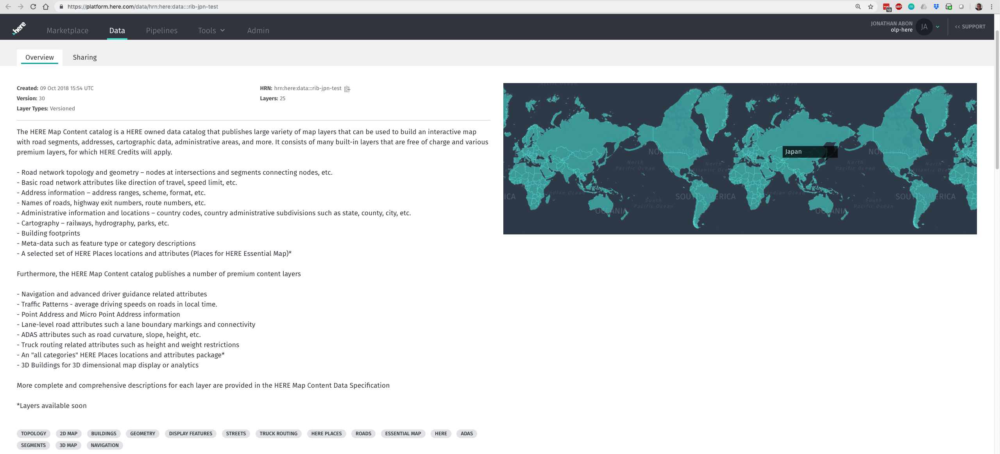 https://platform.here.com/data/hrn:here:data:::rib-jpn-test
10
ABP
m
here
Marketplace
Data
Pipelines
Tools
Admin
JONATHAN ABON
olp-here
JA
<< SUPPORT
Overview
Sharing
Created: 09 Oct 2018 15:54 UTC
HRN: hrn:here:data:::rib-jpn-test
Version: 30
Layers: 25
Layer Types: Versioned
The HERE Map Content catalog is a HERE owned data catalog that publishes large variety of map layers that can be used to build an interactive map
with road segments, addresses, cartographic data, administrative areas, and more. It consists of many built-in layers that are free of charge and various
premium layers, for which HERE Credits will apply.
- Road network topology and geometry – nodes at intersections and segments connecting nodes, etc.
- Basic road network attributes like direction of travel, speed limit, etc.
- Address information – address ranges, scheme, format, etc.
- Names of roads, highway exit numbers, route numbers, etc.
- Administrative information and locations – country codes, country administrative subdivisions such as state, county, city, etc.
- Cartography – railways, hydrography, parks, etc.
- Building footprints
- Meta-data such as feature type or category descriptions
- A selected set of HERE Places locations and attributes (Places for HERE Essential Map)*
Furthermore, the HERE Map Content catalog publishes a number of premium content layers
- Navigation and advanced driver guidance related attributes
- Traffic Patterns - average driving speeds on roads in local time.
- Point Address and Micro Point Address information
- Lane-level road attributes such a lane boundary markings and connectivity
- ADAS attributes such as road curvature, slope, height, etc.
- Truck routing related attributes such as height and weight restrictions
- An "all categories" HERE Places locations and attributes package*
- 3D Buildings for 3D dimensional map display or analytics
More complete and comprehensive descriptions for each layer are provided in the HERE Map Content Data Specification
*Layers available soon
TOPOLOGY 2D MAP BUILDINGS GEOMETRY DISPLAY FEATURES STREETS TRUCK ROUTING HERE PLACES ROADS ESSENTIAL MAP HERE ADAS
SEGMENTS 3D MAP NAVIGATION
Arctic Ocean
Arctic Ocean
NORTH AMERICA
Japan
NORTH AMERICA
North
Pacific Ocean
North
Atlantic Oce
North
Pacific Ocean
North
Atlantic Oce
Indian Ocean
Indian Ocean
ICA
SOUTH AMERICA
SOUTH AMERICA
South
Pacific Ocean
South
Pacific Ocean
OCEANIA
OCEANIA